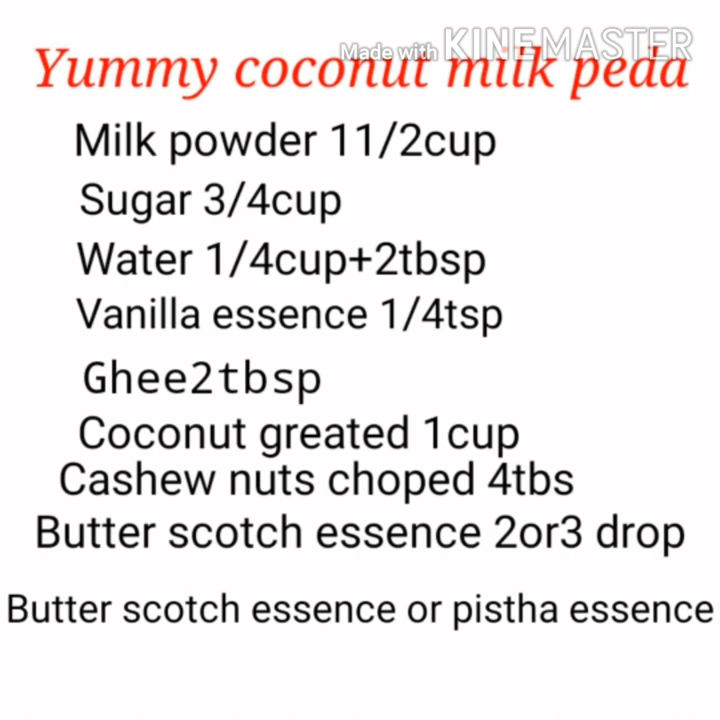 Made with KINEMASTER
Yummy coconut milk peda
Milk powder 11/2cup
Sugar 3/4cup
Water 1/4cup+2tbsp
Vanilla essence 1/4tsp
Ghee2tbsp
Coconut greated 1cup
Cashew nuts choped 4tbs
Butter scotch essence 2or3 drop
Butter scotch essence or pistha essence